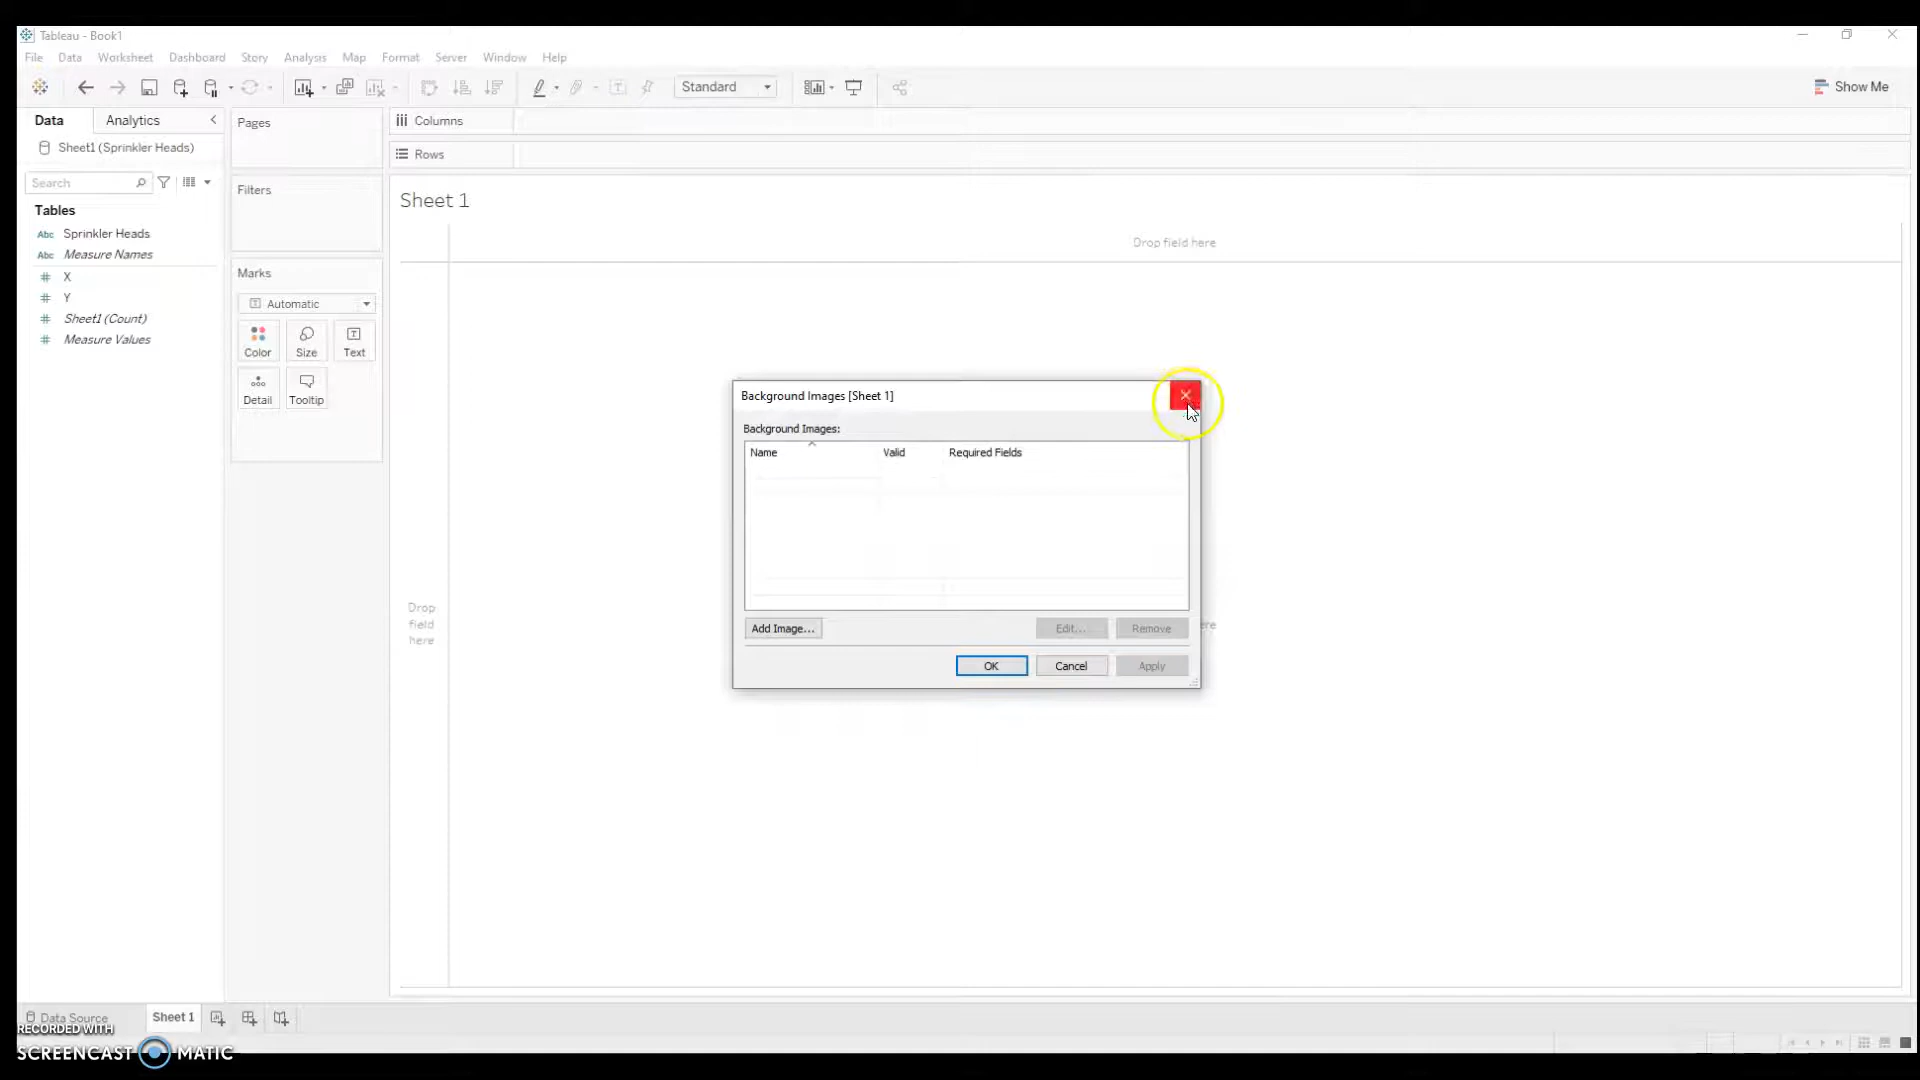 Tableau - Book1
File Data Worksheet Dashboard Story Analysis Map Format Server Window Help
Standard
Show Me
Data Analytics
Pages
Columns
Sheet1 (Sprinkler Heads)
Rows
Search
Filters
Sheet 1
Tables
Sprinkler Heads
Measure Names
Drop field here
Marks
X
Y
Automatic
Sheet1 (Count)
Measure Values
Color Size Text
Detail Tooltip
Background Images [Sheet 1]
Background Images:
Name Valid Required Fields
Drop
field
here
Add Image... Edit... Remove
OK Cancel Apply
Data Source Sheet 1
RECORDED WITH
SCREENCAST MATIC